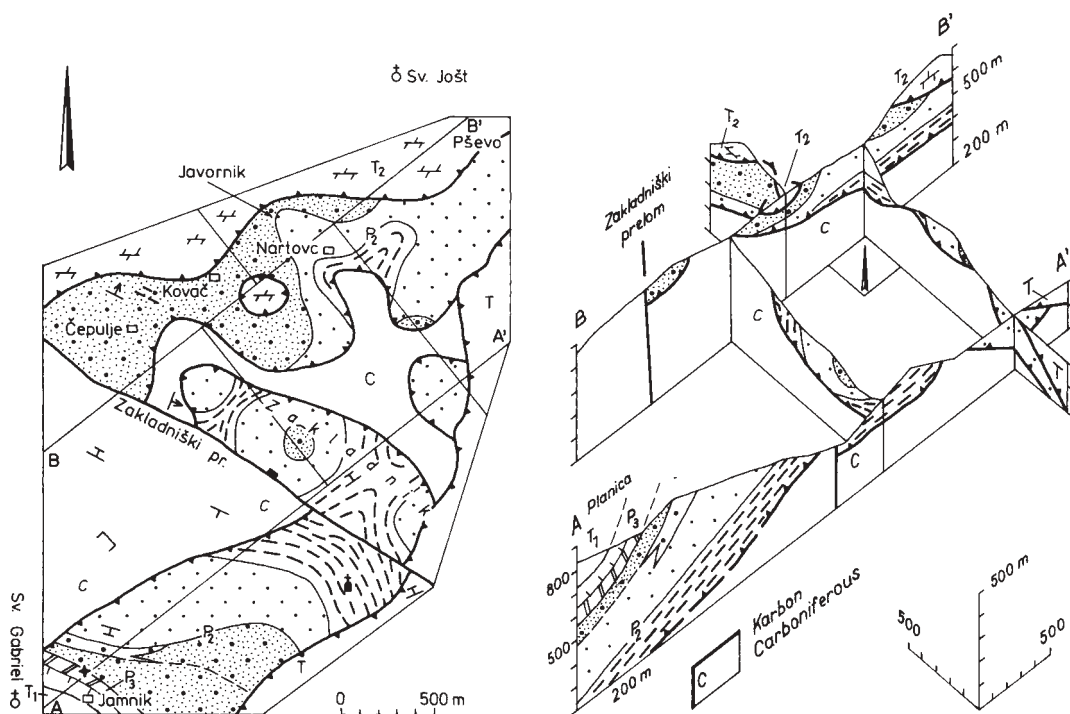 Sv. Jošt
B'
Pševo
T₂
Javornik
P₂
Nartovc
Kovač
Čepulje
T
A'
C
Zakladnik
Zakladniški pr.
B
C
C
P₂
T
P₃
T₁
Jamnik
A
Sv. Gabriel
0 500 m
B'
T₂
500 m
200 m
T₂
T₂
Zakladniški
prelom
C
A'
T
B
C
T
C
Planica
A
T₁
P₃
800
500
P₂
200 m
C
Karbon
Carboniferous
500 m
500
500